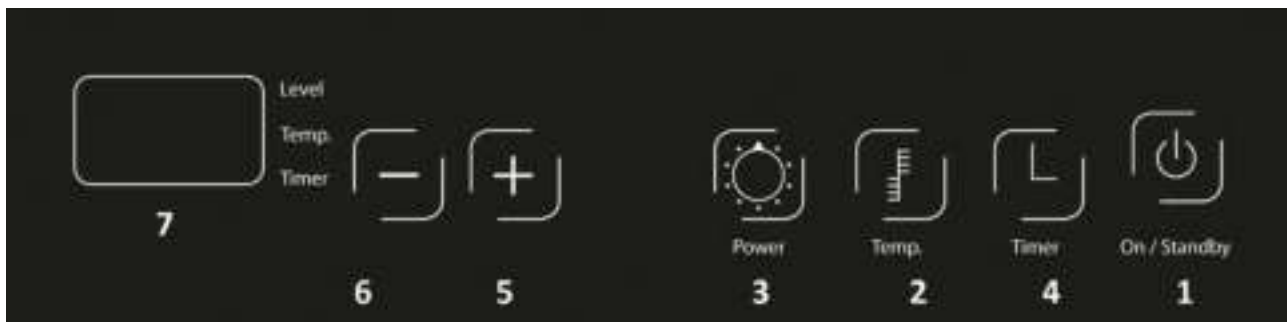 Level
Temp.
Timer
7
6
5
Power
3
Temp.
2
Timer
4
On / Standby
1